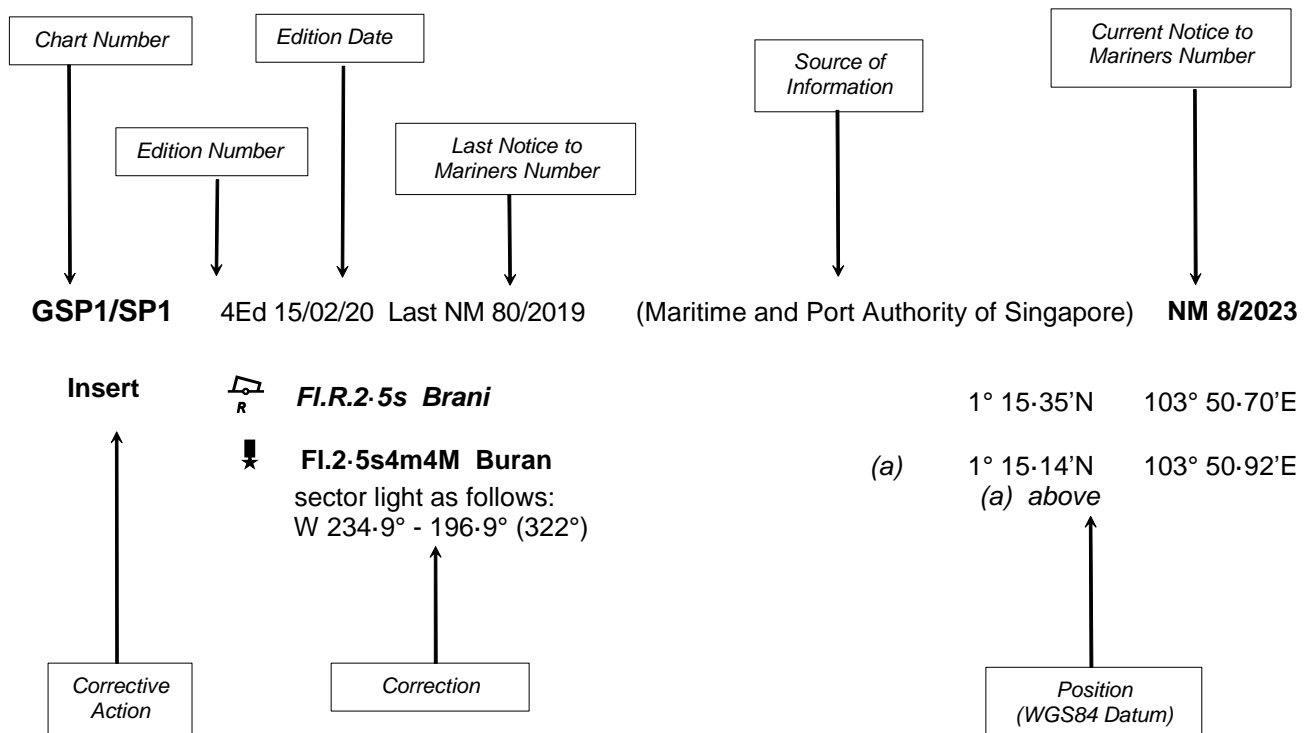 Chart Number
Edition Date
Source of
Information
Current Notice to
Mariners Number
Edition Number
Last Notice to
Mariners Number
GSP1/SP1 4Ed 15/02/20 Last NM 80/2019 (Maritime and Port Authority of Singapore) NM 8/2023
Insert R Fl.R.2·5s Brani 1° 15·35’N 103° 50·70’E
Fl.2·5s4m4M Buran (a) 1° 15·14’N 103° 50·92’E
sector light as follows: (a) above
W 234·9° - 196·9° (322°)
Corrective
Action
Correction
Position
(WGS84 Datum)